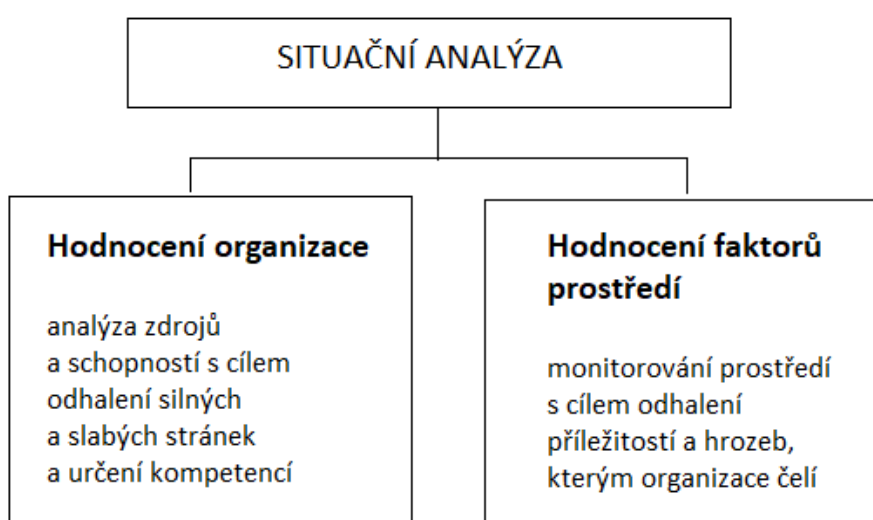 SITUAČNÍ ANALÝZA
Hodnocení organizace
analýza zdrojů
a schopností s cílem
odhalení silných
a slabých stránek
a určení kompetencí
Hodnocení faktorů
prostředí
monitorování prostředí
s cílem odhalení
příležitostí a hrozeb,
kterým organizace čelí